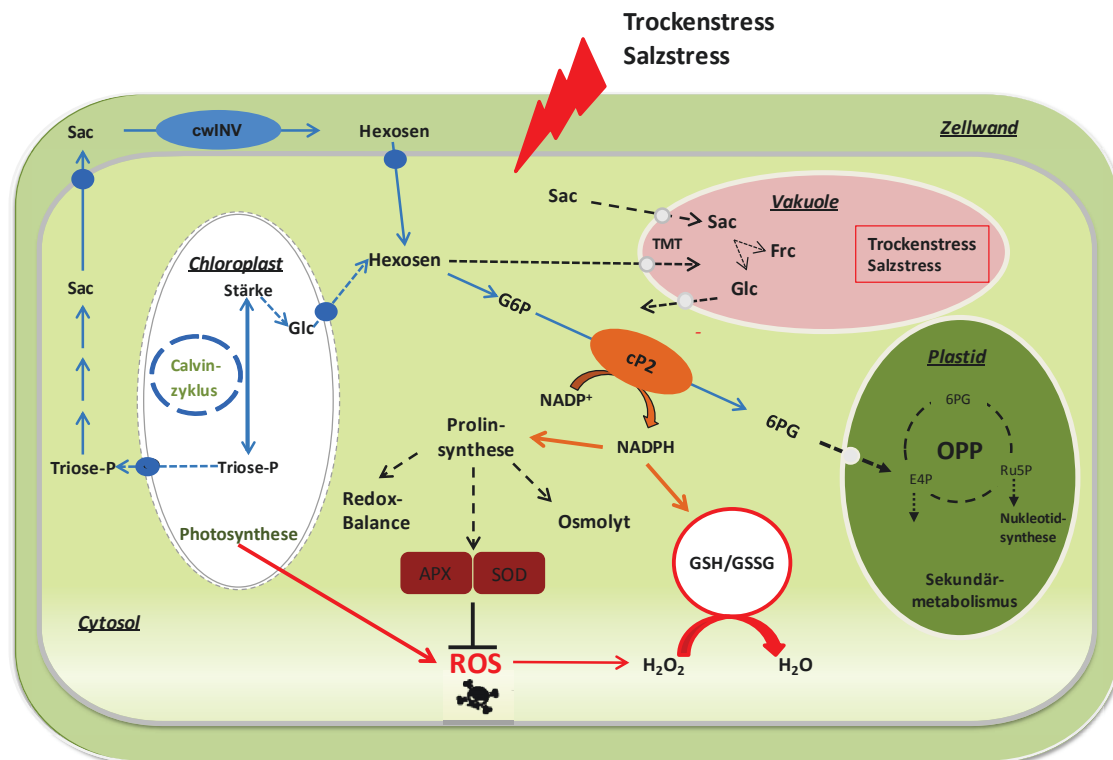 Trockenstress
Salzstress
Zellwand
Sac
cwINV
Hexosen
Sac
Vakuole
Sac
TMT
Frc
Glc
Trockenstress
Salzstress
Chloroplast
Stärke
Glc
Hexosen
G6P
Sac
Calvin-
zyklus
cP2
NADP⁺
NADPH
6PG
Plastid
6PG
OPP
E4P
Ru5P
Nukleotid-
synthese
Sekundär-
metabolismus
Triose-P
Triose-P
Prolin-
synthese
Redox-
Balance
Osmolyt
Photosynthese
APX
SOD
GSH/GSSG
Cytosol
ROS
H₂O₂
H₂O